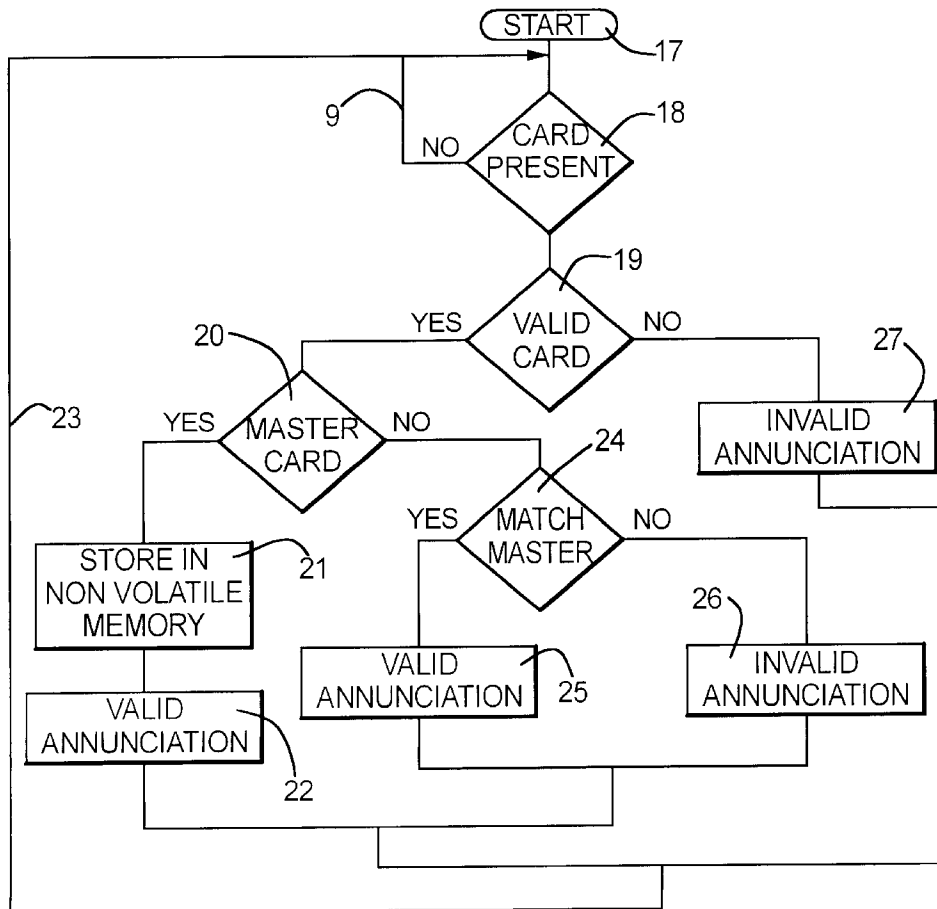 START
17
9
CARD
PRESENT
18
NO
19
YES
VALID
CARD
NO
20
27
23
YES
MASTER
CARD
NO
INVALID
ANNUNCIATION
24
YES
MATCH
MASTER
NO
STORE IN
NON VOLATILE
MEMORY
21
26
VALID
ANNUNCIATION
25
INVALID
ANNUNCIATION
VALID
ANNUNCIATION
22